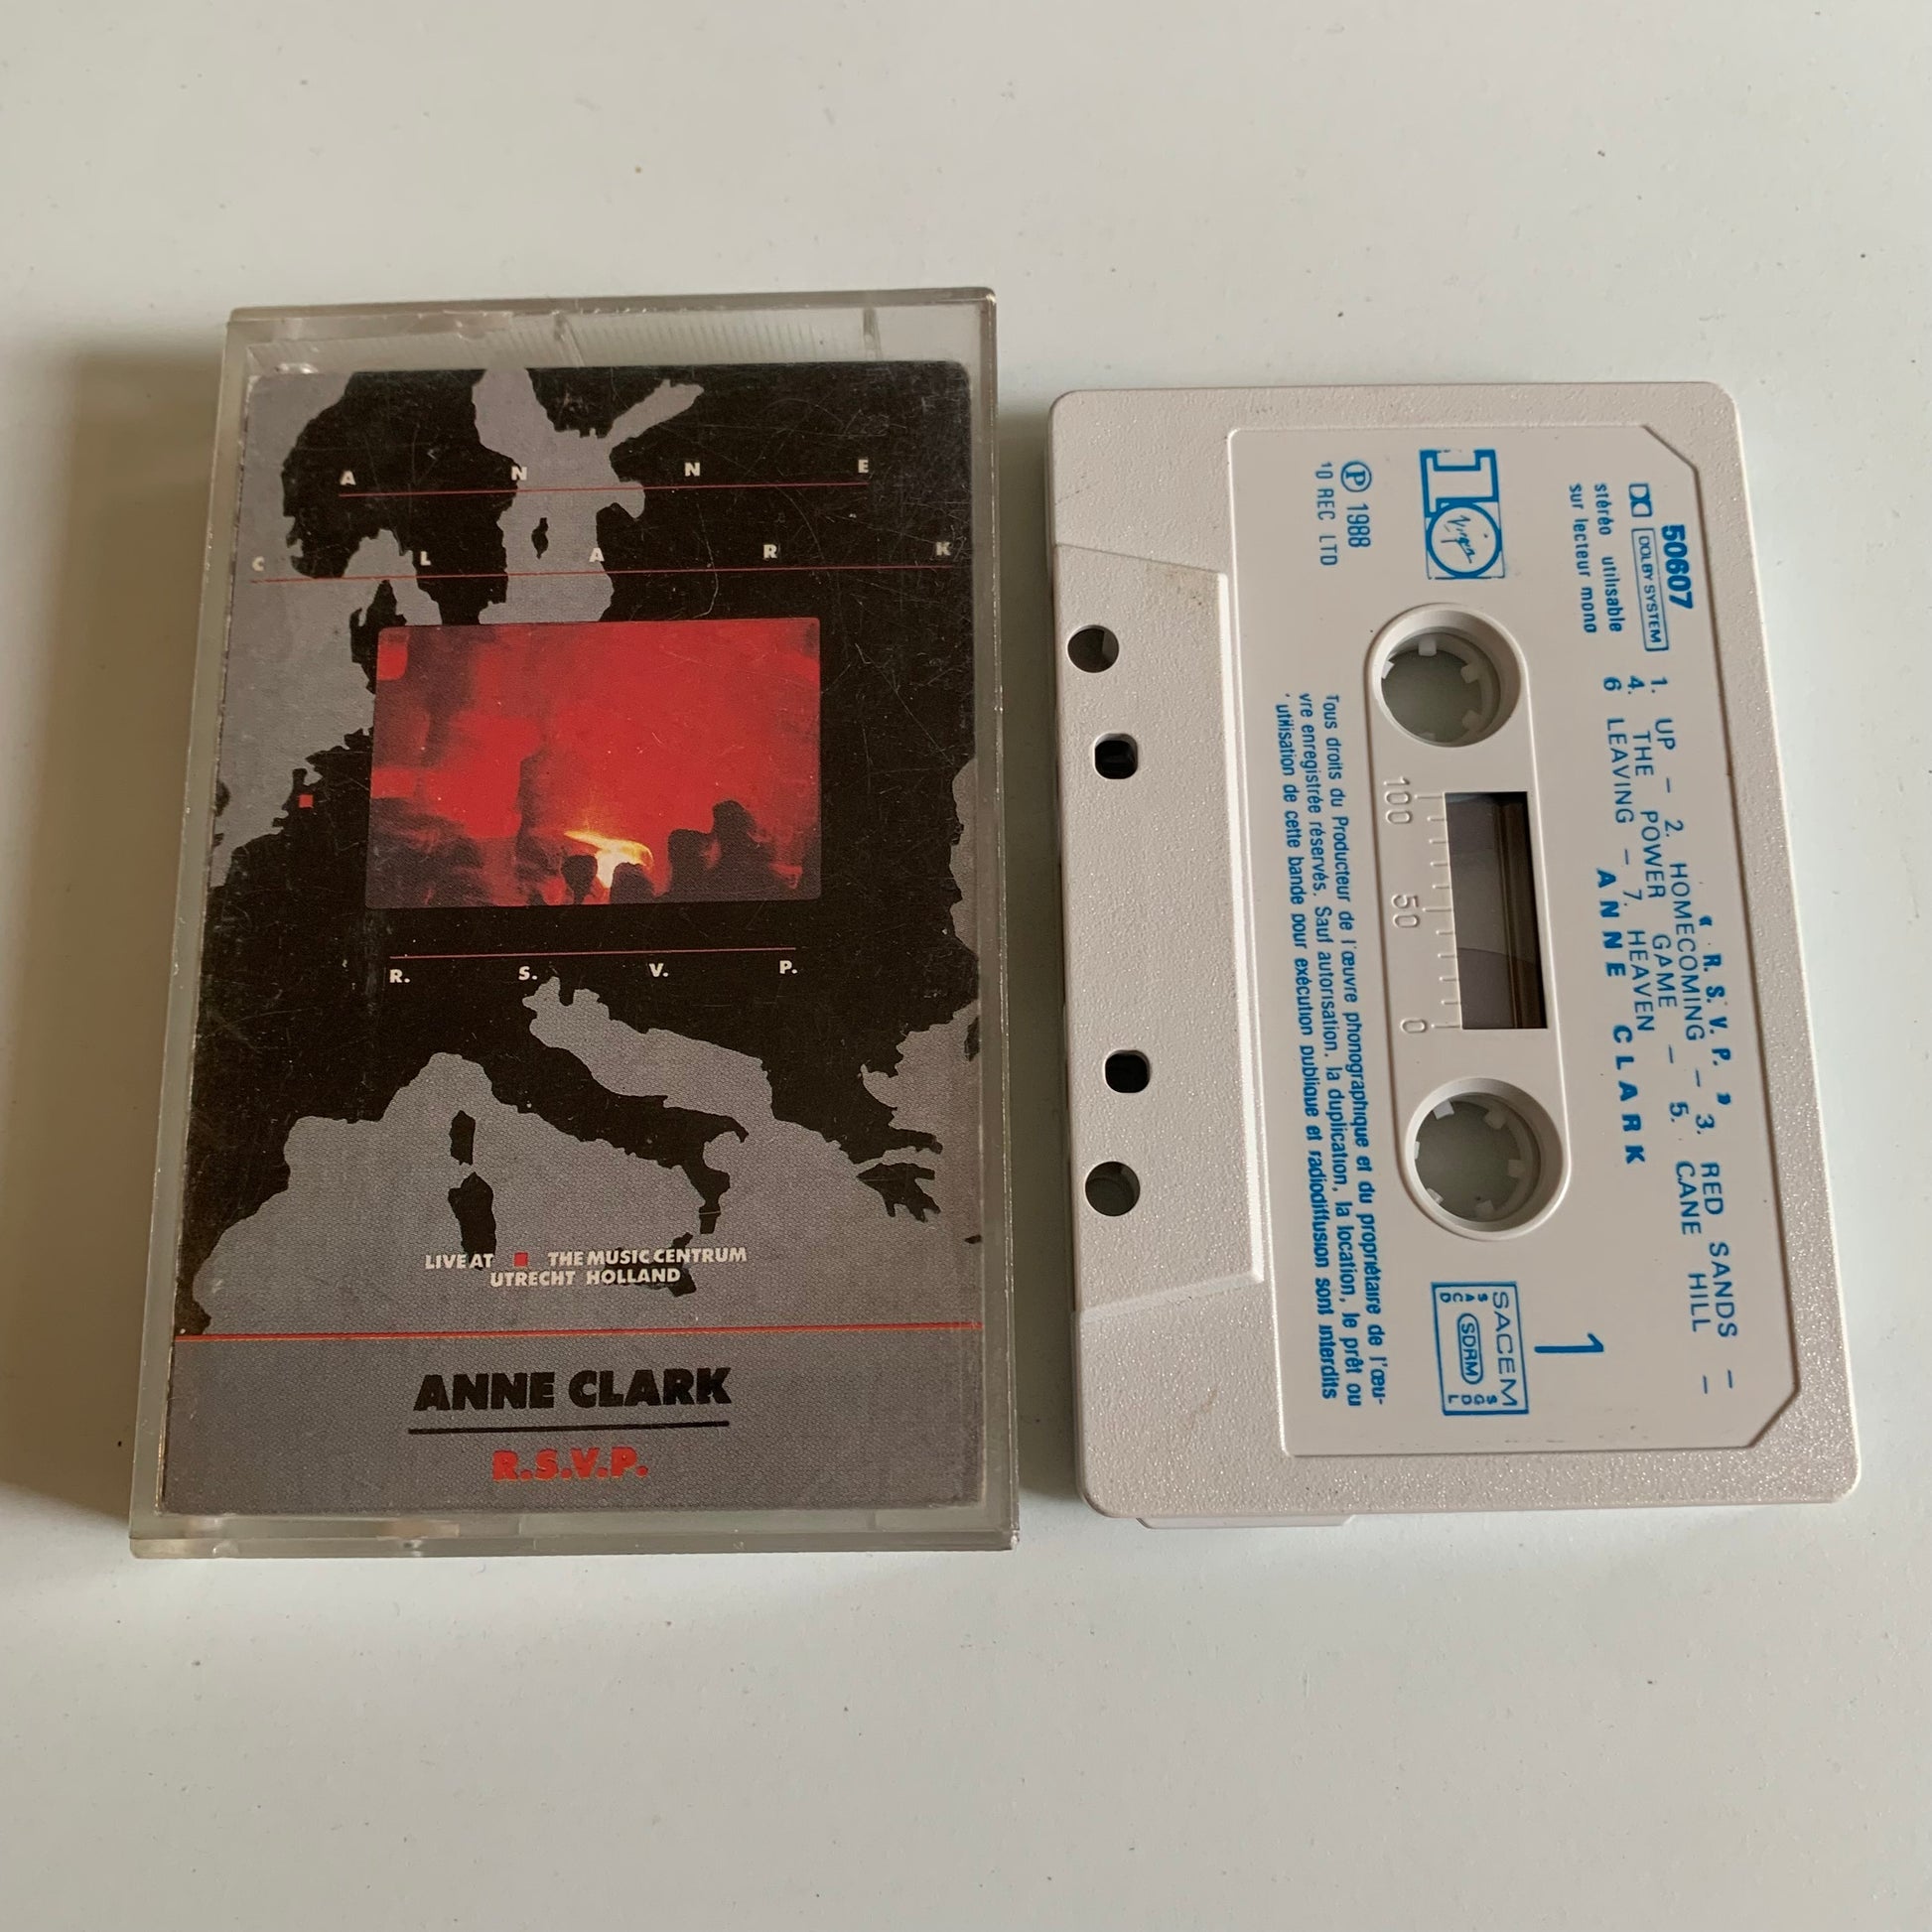 A N N E
C L A R K
R. S. V. P.
LIVE AT THE MUSIC CENTRUM
UTRECHT HOLLAND
ANNE CLARK
R.S.V.P.
50607
DOLBY SYSTEM
stéréo utilisable
sur lecteur mono
« R. S. V. P. »
1. UP – 2. HOMECOMING – 3. RED SANDS –
4. THE POWER GAME – 5. CANE HILL –
6 LEAVING – 7. HEAVEN
ANNE CLARK
1
10
Virgin
Ⓟ 1988
10 REC LTD
100 50 0
SACEM
SDRM
S A C D
S G D L
Tous droits du Producteur de l'œuvre phonographique et du propriétaire de l'œu-
vre enregistrée réservés. Sauf autorisation, la duplication, la location, le prêt ou
, utilisation de cette bande pour exécution publique et radiodiffusion sont interdits